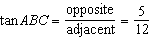 tan ABC = opposite/adjacent = 5/12